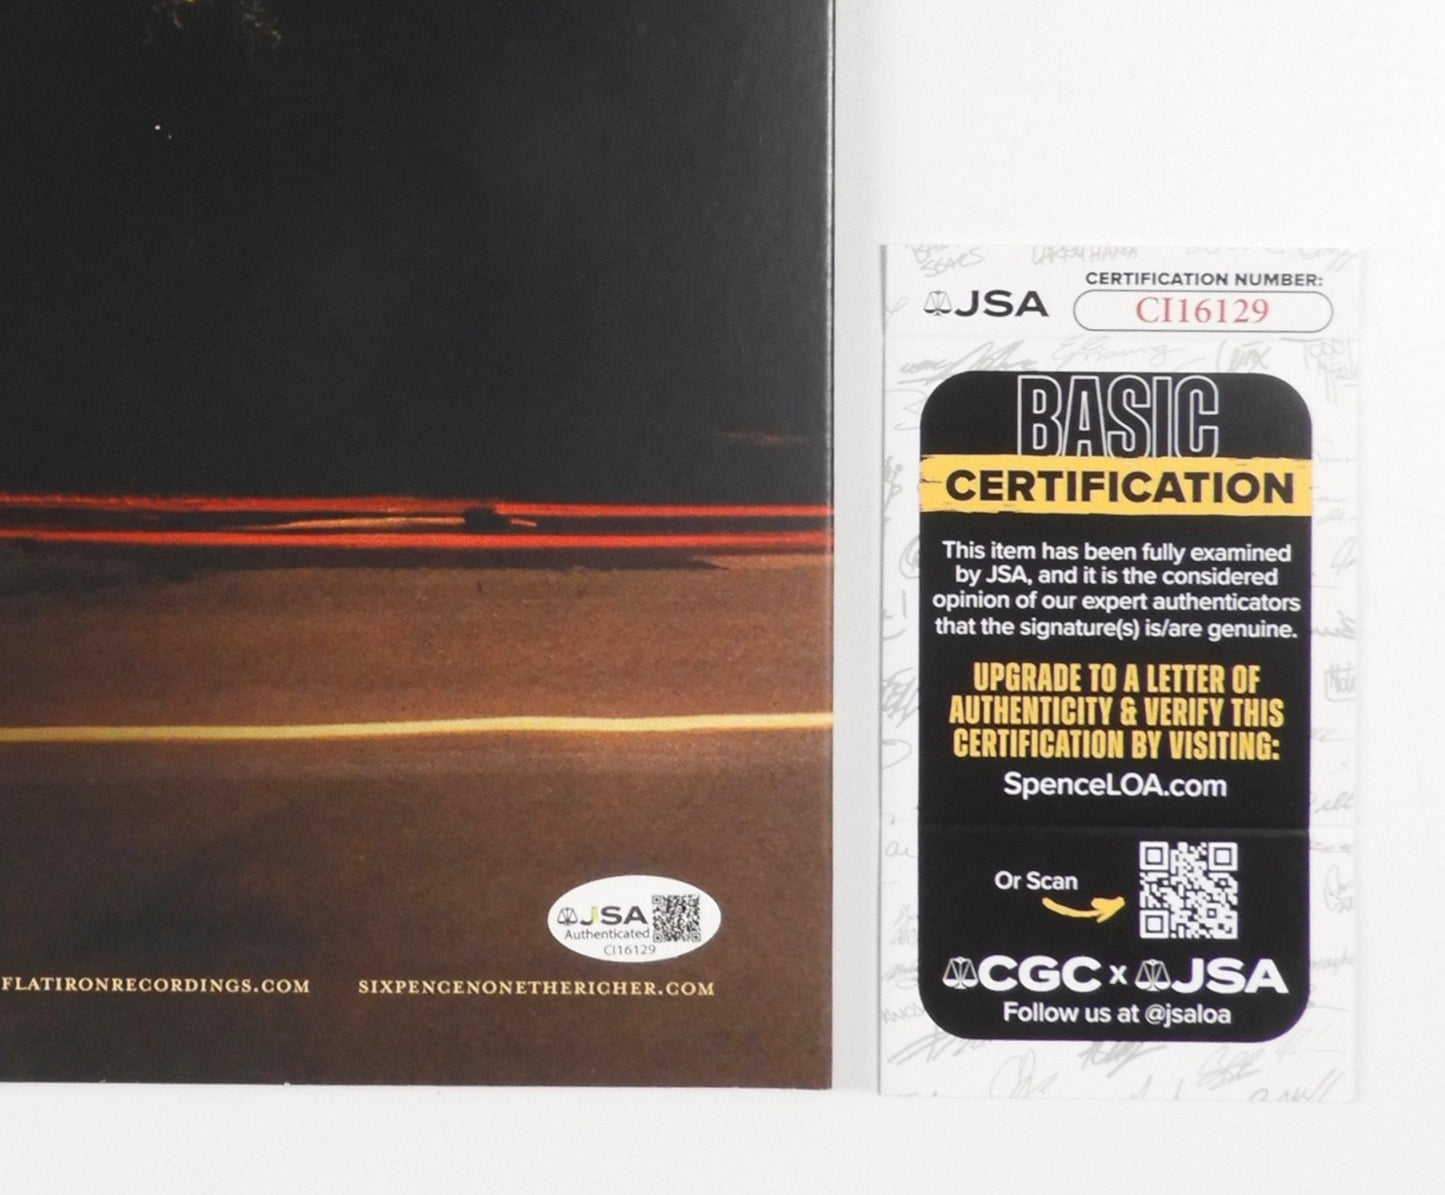 FLATIRONRECORDINGS.COM SIXPENCENONETHERICHER.COM
JSA
Authenticated
CI16129
LARRY HAMA
SEARS
JSA
CERTIFICATION NUMBER:
CI16129
BASIC
CERTIFICATION
This item has been fully examined
by JSA, and it is the considered
opinion of our expert authenticators
that the signature(s) is/are genuine.
UPGRADE TO A LETTER OF
AUTHENTICITY & VERIFY THIS
CERTIFICATION BY VISITING:
SpenceLOA.com
Or Scan
CGC x JSA
Follow us at @jsaloa